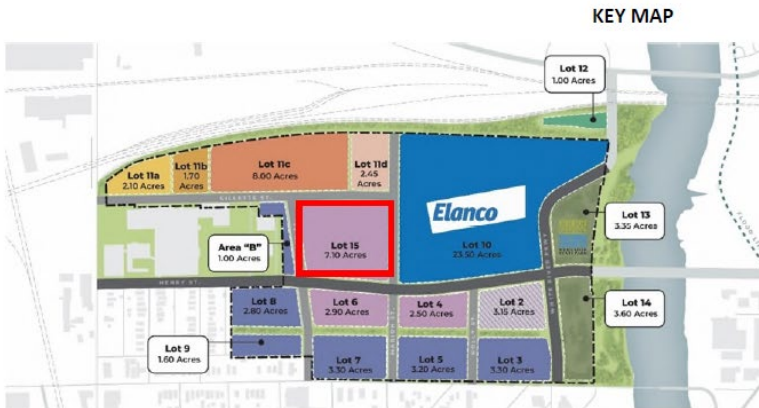 KEY MAP
Lot 12
1.00 Acres
Lot 11a
2.10 Acres
Lot 11b
1.70
Acres
Lot 11c
8.00 Acres
Lot 11d
2.45
Acres
Elanco
Lot 10
23.50 Acres
Lot 13
3.35 Acres
Area "B"
1.00 Acres
Lot 15
7.10 Acres
HENRY ST.
WHITE RIVER PKWY
Lot 8
2.80 Acres
Lot 6
2.90 Acres
Lot 4
2.50 Acres
Lot 2
3.15 Acres
Lot 14
3.60 Acres
Lot 9
1.60 Acres
Lot 7
3.30 Acres
Lot 5
3.20 Acres
Lot 3
3.30 Acres